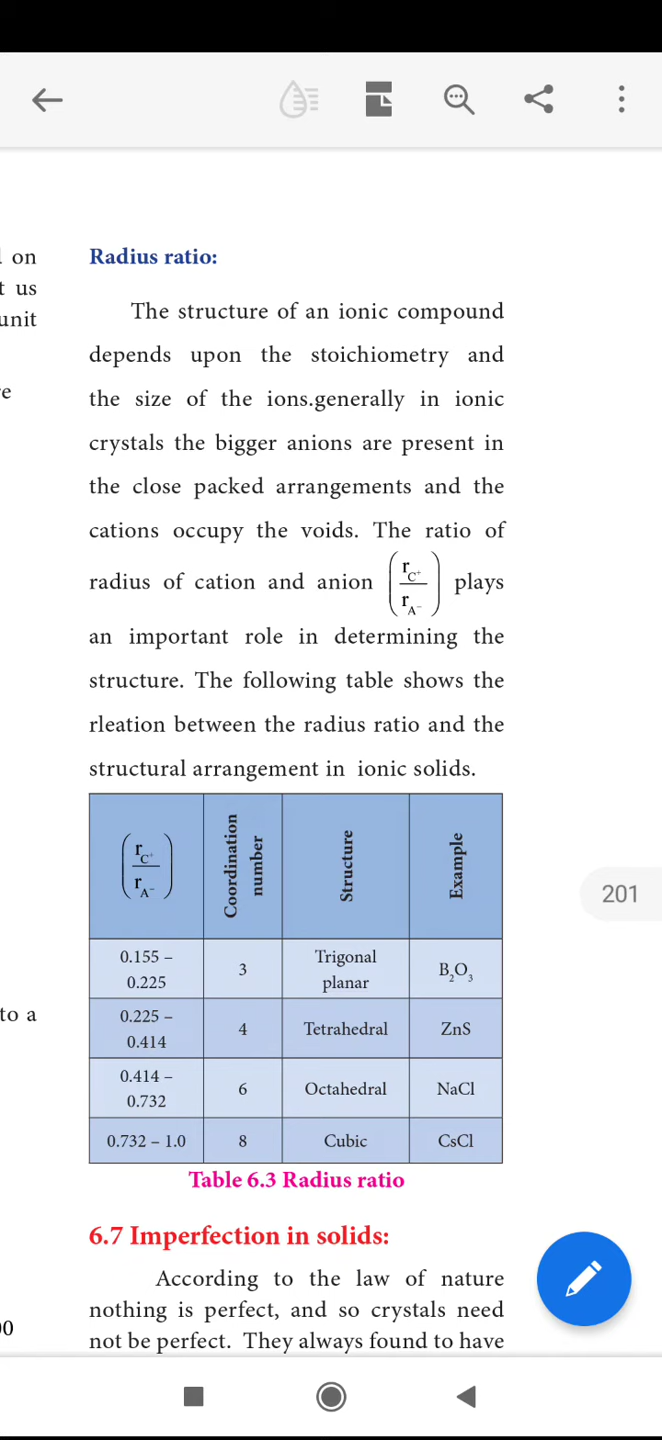 on
t us
unit
e
to a
00
Radius ratio:
The structure of an ionic compound
depends upon the stoichiometry and
the size of the ions.generally in ionic
crystals the bigger anions are present in
the close packed arrangements and the
cations occupy the voids. The ratio of
radius of cation and anion (r_C⁺ / r_A⁻) plays
an important role in determining the
structure. The following table shows the
rleation between the radius ratio and the
structural arrangement in ionic solids.
(r_C⁺ / r_A⁻) Coordination number Structure Example
0.155 – 0.225 3 Trigonal planar B₂O₃
0.225 – 0.414 4 Tetrahedral ZnS
0.414 – 0.732 6 Octahedral NaCl
0.732 – 1.0 8 Cubic CsCl
Table 6.3 Radius ratio
6.7 Imperfection in solids:
According to the law of nature
nothing is perfect, and so crystals need
not be perfect. They always found to have
201